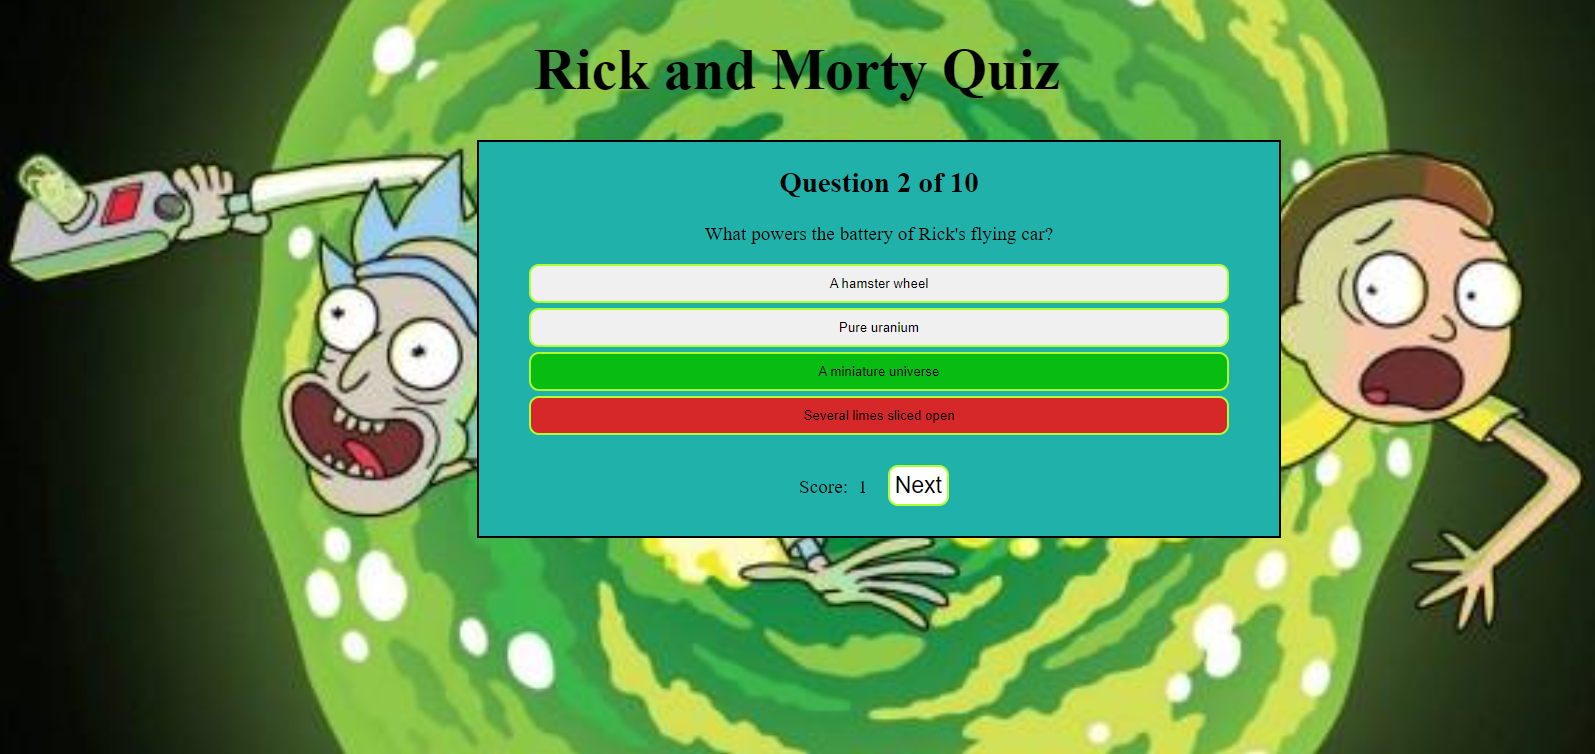 Rick and Morty Quiz
Question 2 of 10
What powers the battery of Rick's flying car?
A hamster wheel
Pure uranium
A miniature universe
Several limes sliced open
Score: 1 Next